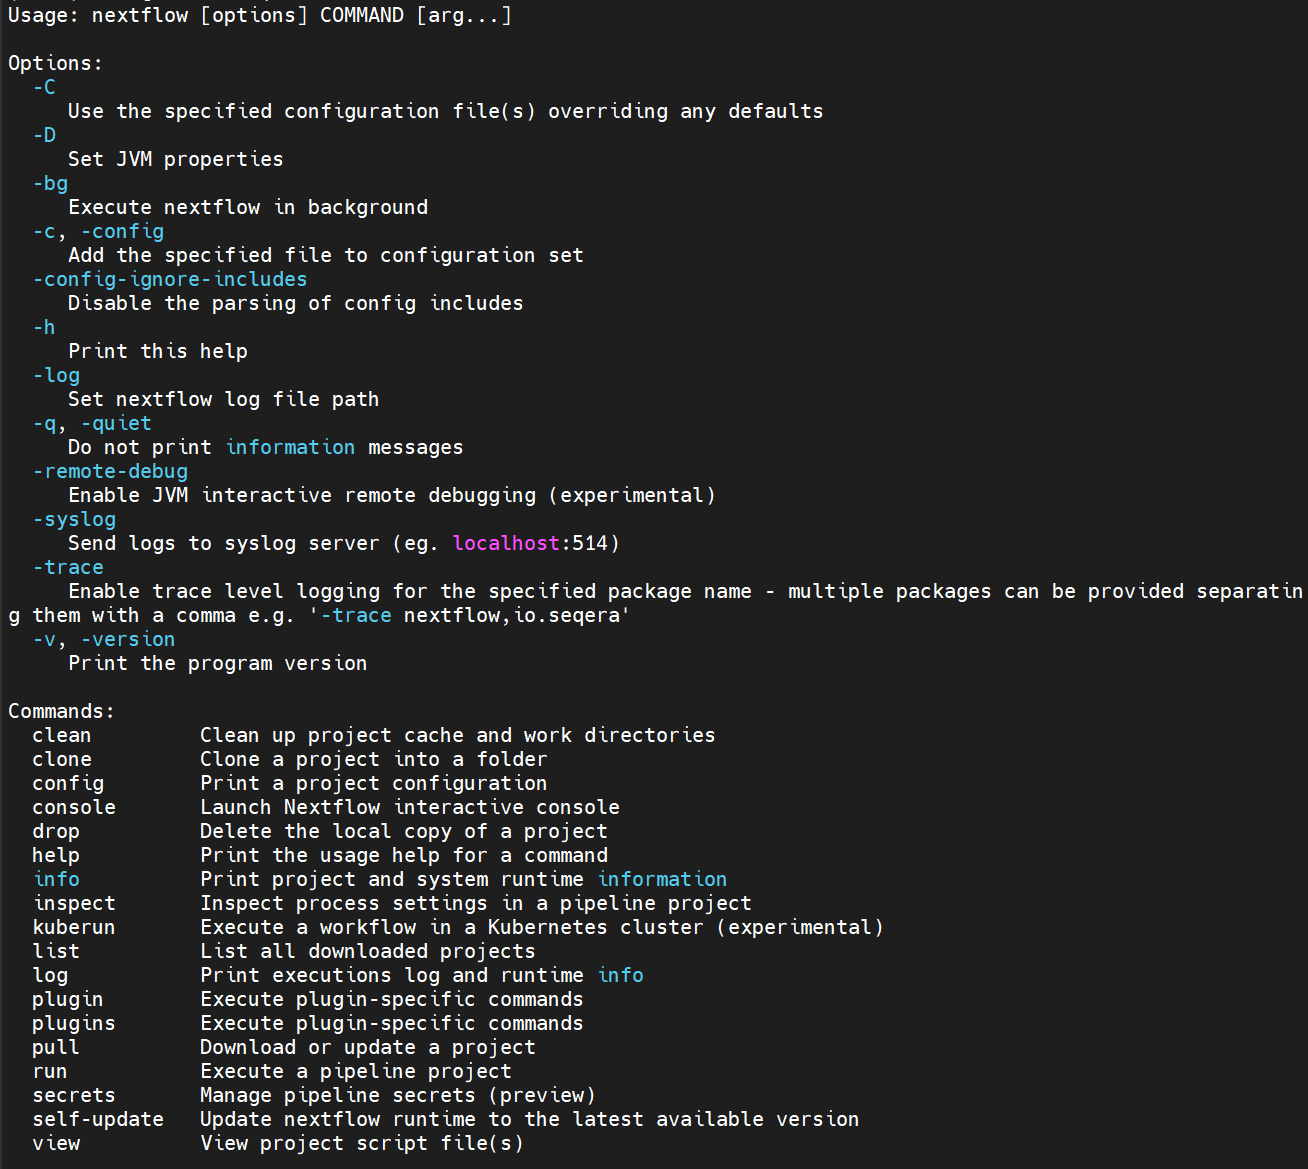 Usage: nextflow [options] COMMAND [arg...]

Options:
  -C
     Use the specified configuration file(s) overriding any defaults
  -D
     Set JVM properties
  -bg
     Execute nextflow in background
  -c, -config
     Add the specified file to configuration set
  -config-ignore-includes
     Disable the parsing of config includes
  -h
     Print this help
  -log
     Set nextflow log file path
  -q, -quiet
     Do not print information messages
  -remote-debug
     Enable JVM interactive remote debugging (experimental)
  -syslog
     Send logs to syslog server (eg. localhost:514)
  -trace
     Enable trace level logging for the specified package name - multiple packages can be provided separatin
g them with a comma e.g. '-trace nextflow,io.seqera'
  -v, -version
     Print the program version

Commands:
  clean         Clean up project cache and work directories
  clone         Clone a project into a folder
  config        Print a project configuration
  console       Launch Nextflow interactive console
  drop          Delete the local copy of a project
  help          Print the usage help for a command
  info          Print project and system runtime information
  inspect       Inspect process settings in a pipeline project
  kuberun       Execute a workflow in a Kubernetes cluster (experimental)
  list          List all downloaded projects
  log           Print executions log and runtime info
  plugin        Execute plugin-specific commands
  plugins       Execute plugin-specific commands
  pull          Download or update a project
  run           Execute a pipeline project
  secrets       Manage pipeline secrets (preview)
  self-update   Update nextflow runtime to the latest available version
  view          View project script file(s)